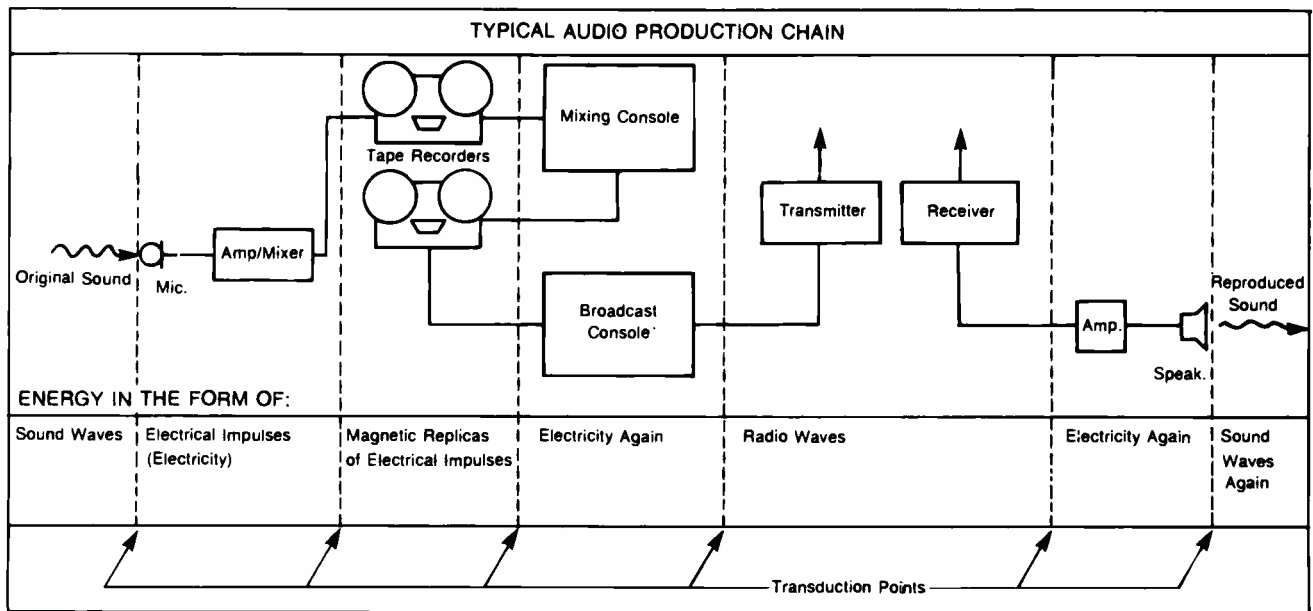 TYPICAL AUDIO PRODUCTION CHAIN
Tape Recorders
Mixing Console
Transmitter
Receiver
Amp/Mixer
Original Sound
Mic.
Broadcast
Console
Amp.
Reproduced
Sound
Speak.
ENERGY IN THE FORM OF:
Sound Waves
Electrical Impulses
(Electricity)
Magnetic Replicas
of Electrical Impulses
Electricity Again
Radio Waves
Electricity Again
Sound
Waves
Again
Transduction Points